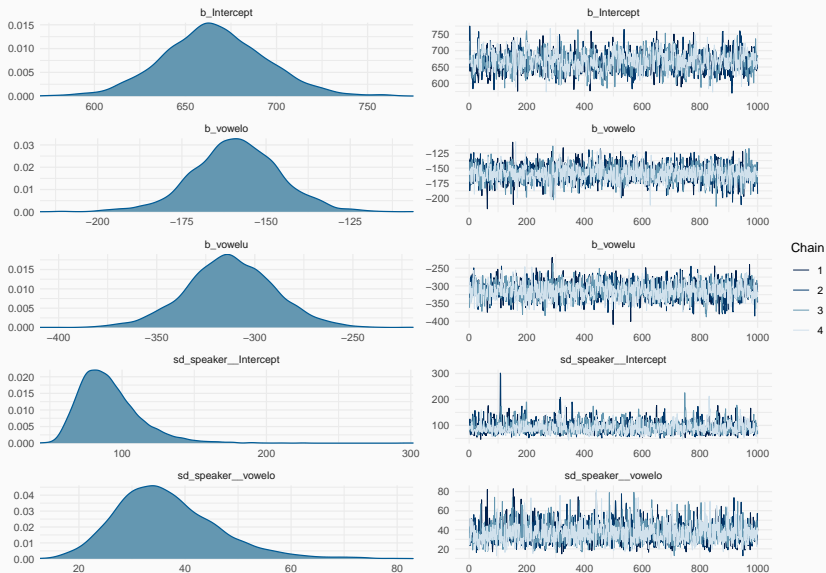 b_Intercept
0.015
0.010
0.005
0.000
600 650 700 750
b_Intercept
750
700
650
600
0 200 400 600 800 1000
b_vowelo
0.03
0.02
0.01
0.00
−200 −175 −150 −125
b_vowelo
−125
−150
−175
−200
0 200 400 600 800 1000
b_vowelu
0.015
0.010
0.005
0.000
−400 −350 −300 −250
b_vowelu
−250
−300
−350
−400
0 200 400 600 800 1000
sd_speaker__Intercept
0.020
0.015
0.010
0.005
0.000
100 200 300
sd_speaker__Intercept
300
200
100
0 200 400 600 800 1000
sd_speaker__vowelo
0.04
0.03
0.02
0.01
0.00
20 40 60 80
sd_speaker__vowelo
80
60
40
20
0 200 400 600 800 1000
Chain
1
2
3
4